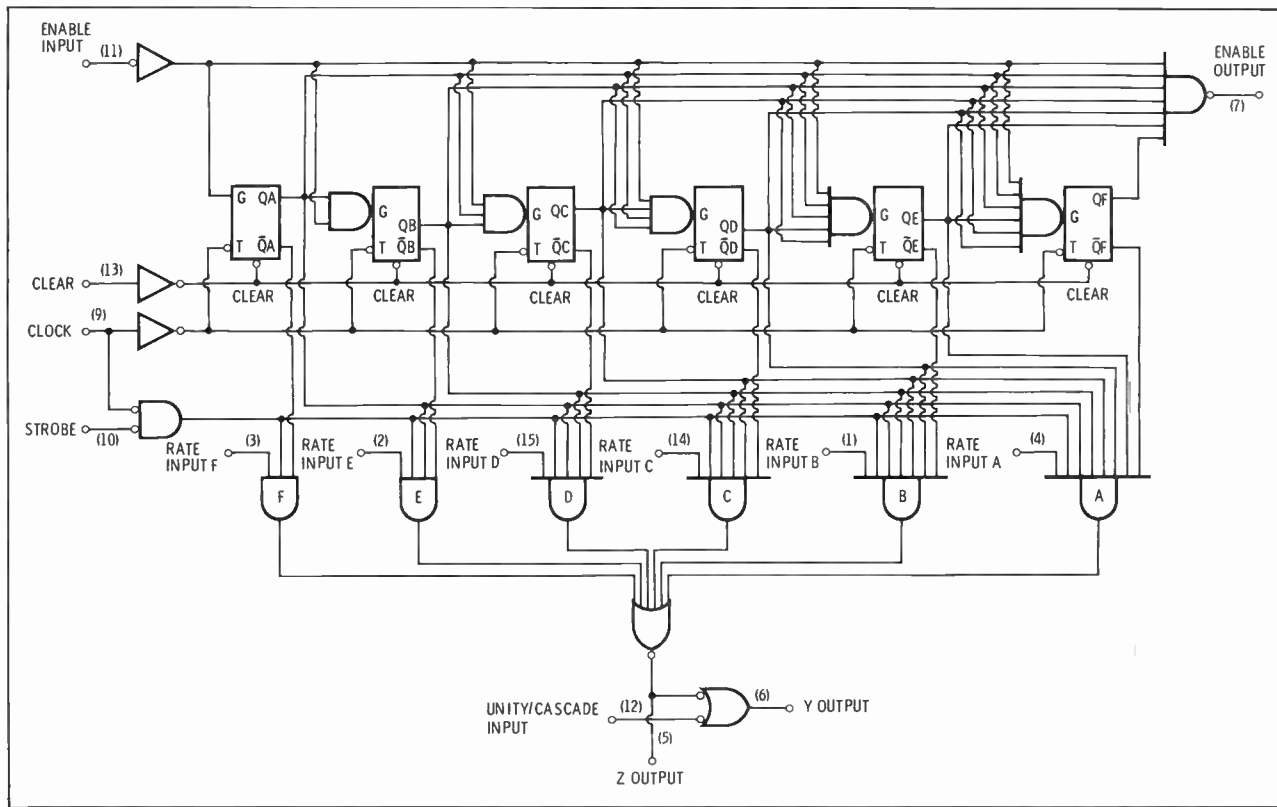 ENABLE
INPUT
(11)
ENABLE
OUTPUT
(7)
G QA
T Q̄A
G QB
T Q̄B
G QC
T Q̄C
G QD
T Q̄D
G QE
T Q̄E
G QF
T Q̄F
CLEAR
(13)
CLEAR
CLEAR
CLEAR
CLEAR
CLEAR
CLEAR
CLOCK
(9)
STROBE
(10)
RATE
INPUT F
(3)
RATE
INPUT E
(2)
RATE
INPUT D
(15)
RATE
INPUT C
(14)
RATE
INPUT B
(1)
RATE
INPUT A
(4)
F
E
D
C
B
A
UNITY/CASCADE
INPUT
(12)
(6)
Y OUTPUT
(5)
Z OUTPUT